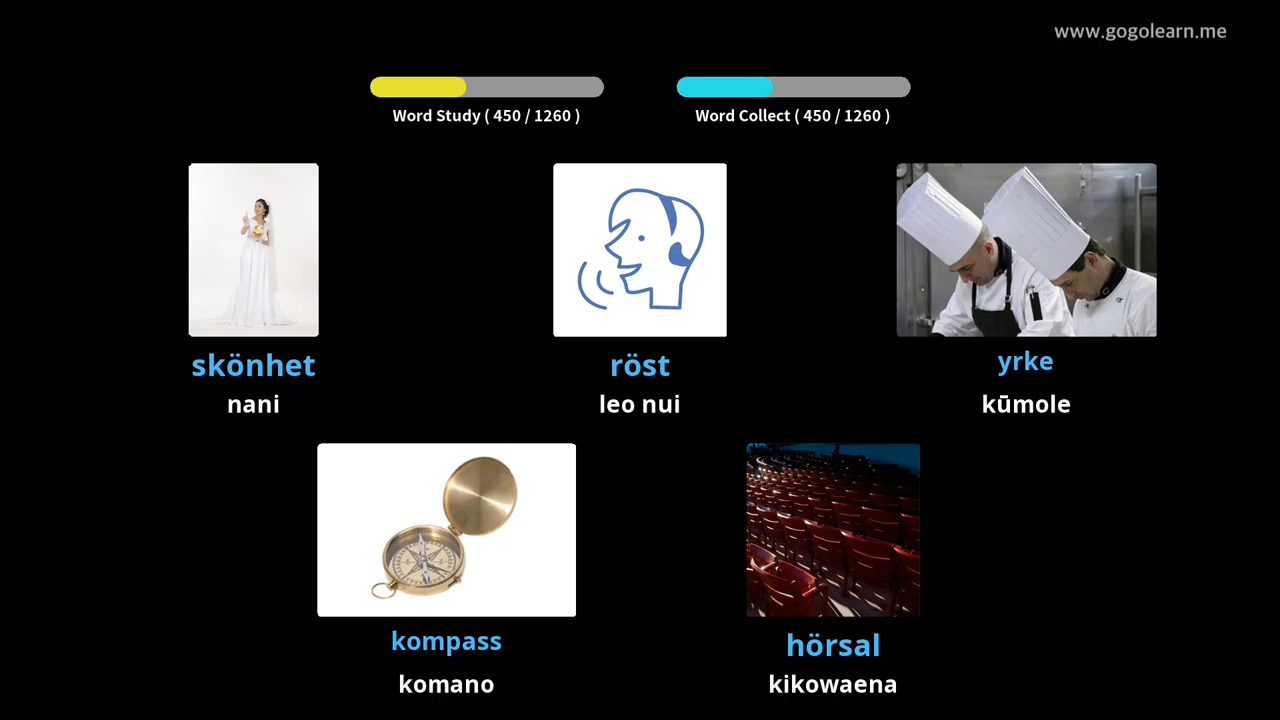 www.gogolearn.me
Word Study ( 450 / 1260 )
Word Collect ( 450 / 1260 )
skönhet
nani
röst
leo nui
yrke
kūmole
kompass
komano
hörsal
kikowaena